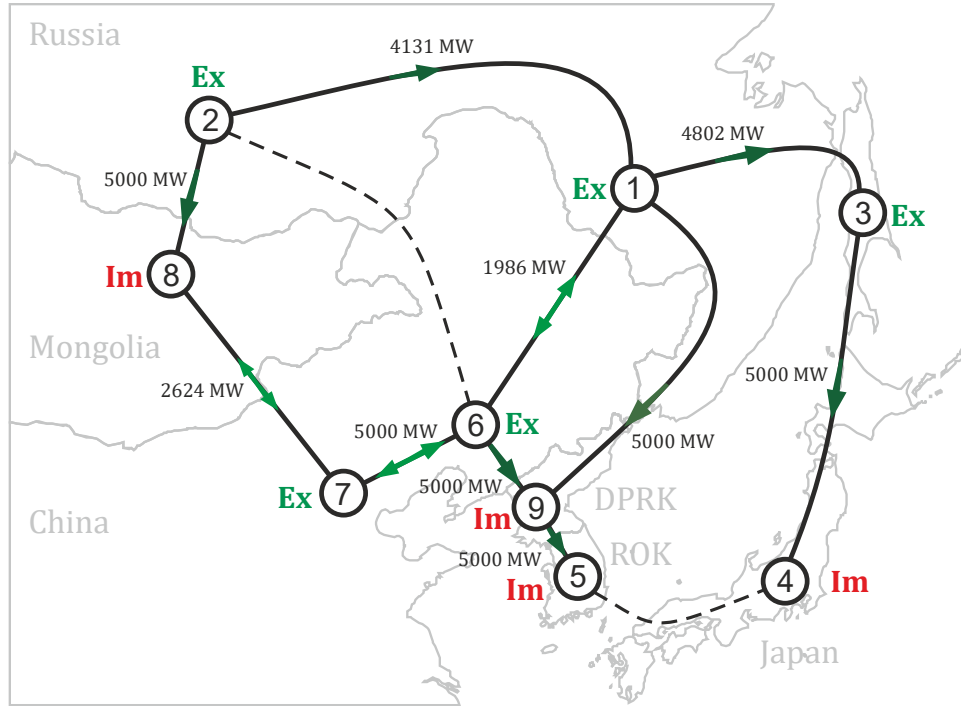 Russia
4131 MW
Ex
2
4802 MW
5000 MW
Ex
1
3
Ex
Im
8
1986 MW
Mongolia
2624 MW
5000 MW
5000 MW
6
Ex
5000 MW
5000 MW
Ex
7
DPRK
China
Im
9
ROK
5000 MW
Im
5
4
Im
Japan